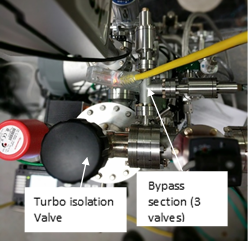 Turbo isolation
Valve
Bypass
section (3
valves)